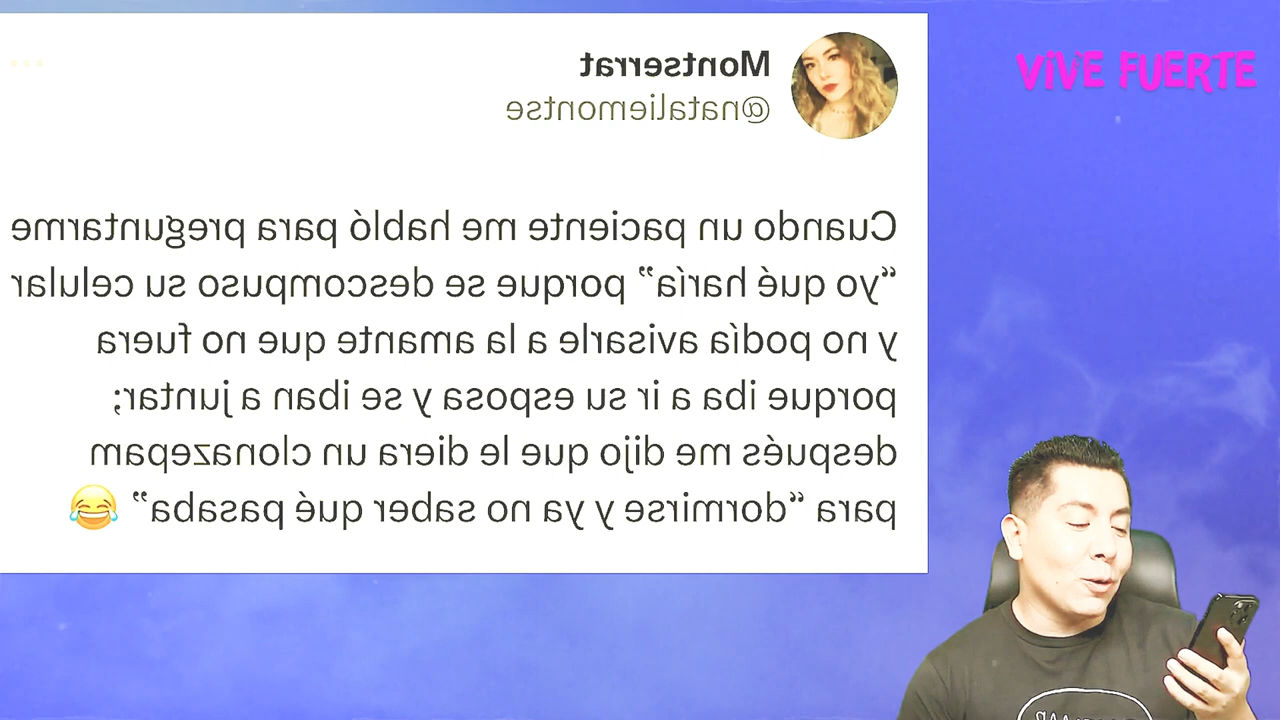 Montserrat
@nataliemontse
Cuando un paciente me habló para preguntarme
“yo qué haría” porque se descompuso su celular
y no podía avisarle a la amante que no fuera
porque iba a ir su esposa y se iban a juntar;
después me dijo que le diera un clonazepam
para “dormirse y ya no saber qué pasaba” 😂
ViVE FUERTE